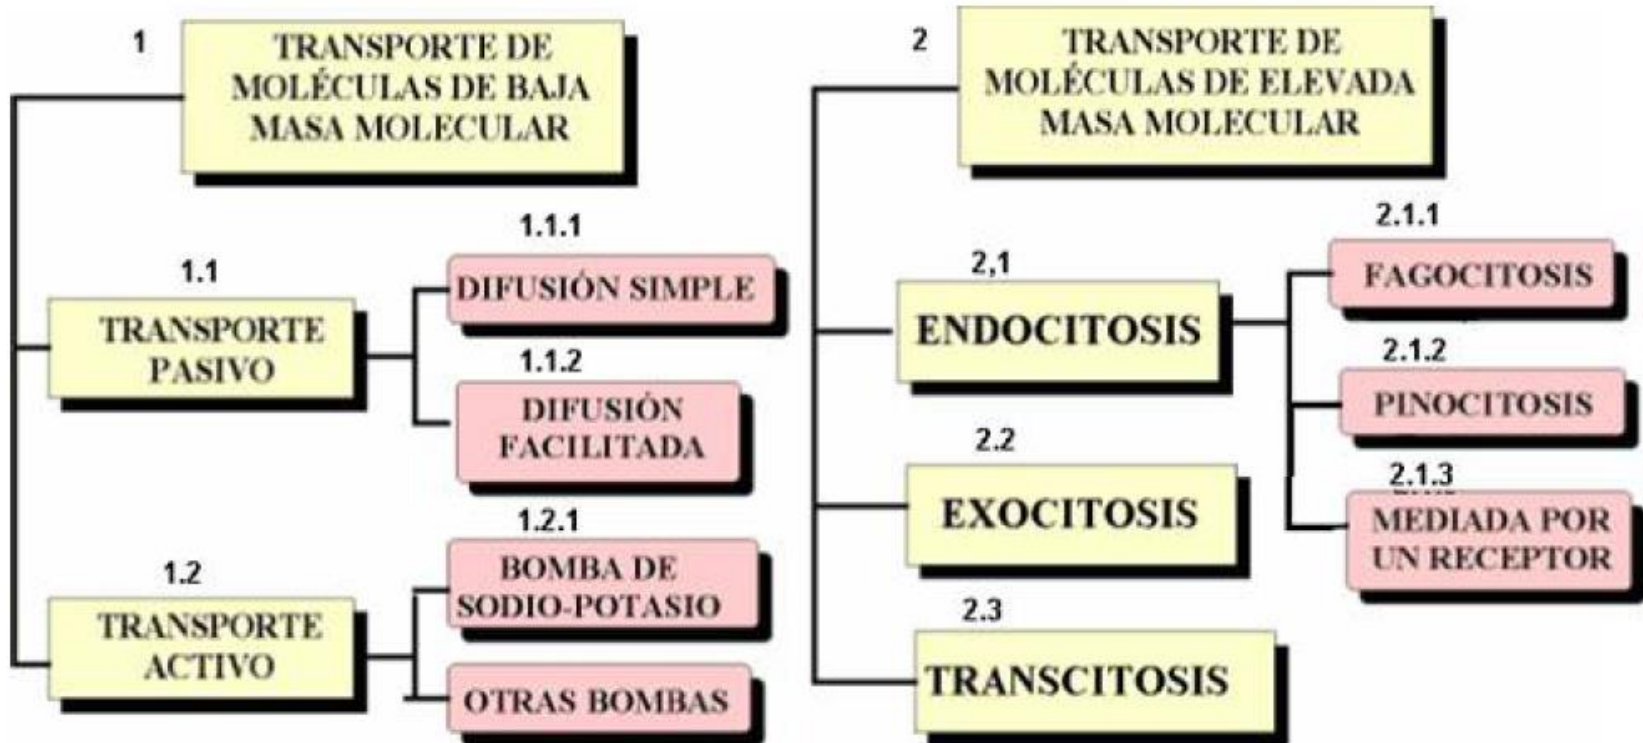 1
TRANSPORTE DE
MOLÉCULAS DE BAJA
MASA MOLECULAR
1.1
TRANSPORTE
PASIVO
1.1.1
DIFUSIÓN SIMPLE
1.1.2
DIFUSIÓN
FACILITADA
1.2
TRANSPORTE
ACTIVO
1.2.1
BOMBA DE
SODIO-POTASIO
OTRAS BOMBAS
2
TRANSPORTE DE
MOLÉCULAS DE ELEVADA
MASA MOLECULAR
2,1
ENDOCITOSIS
2.1.1
FAGOCITOSIS
2.1.2
PINOCITOSIS
2.1.3
MEDIADA POR
UN RECEPTOR
2.2
EXOCITOSIS
2.3
TRANSCITOSIS